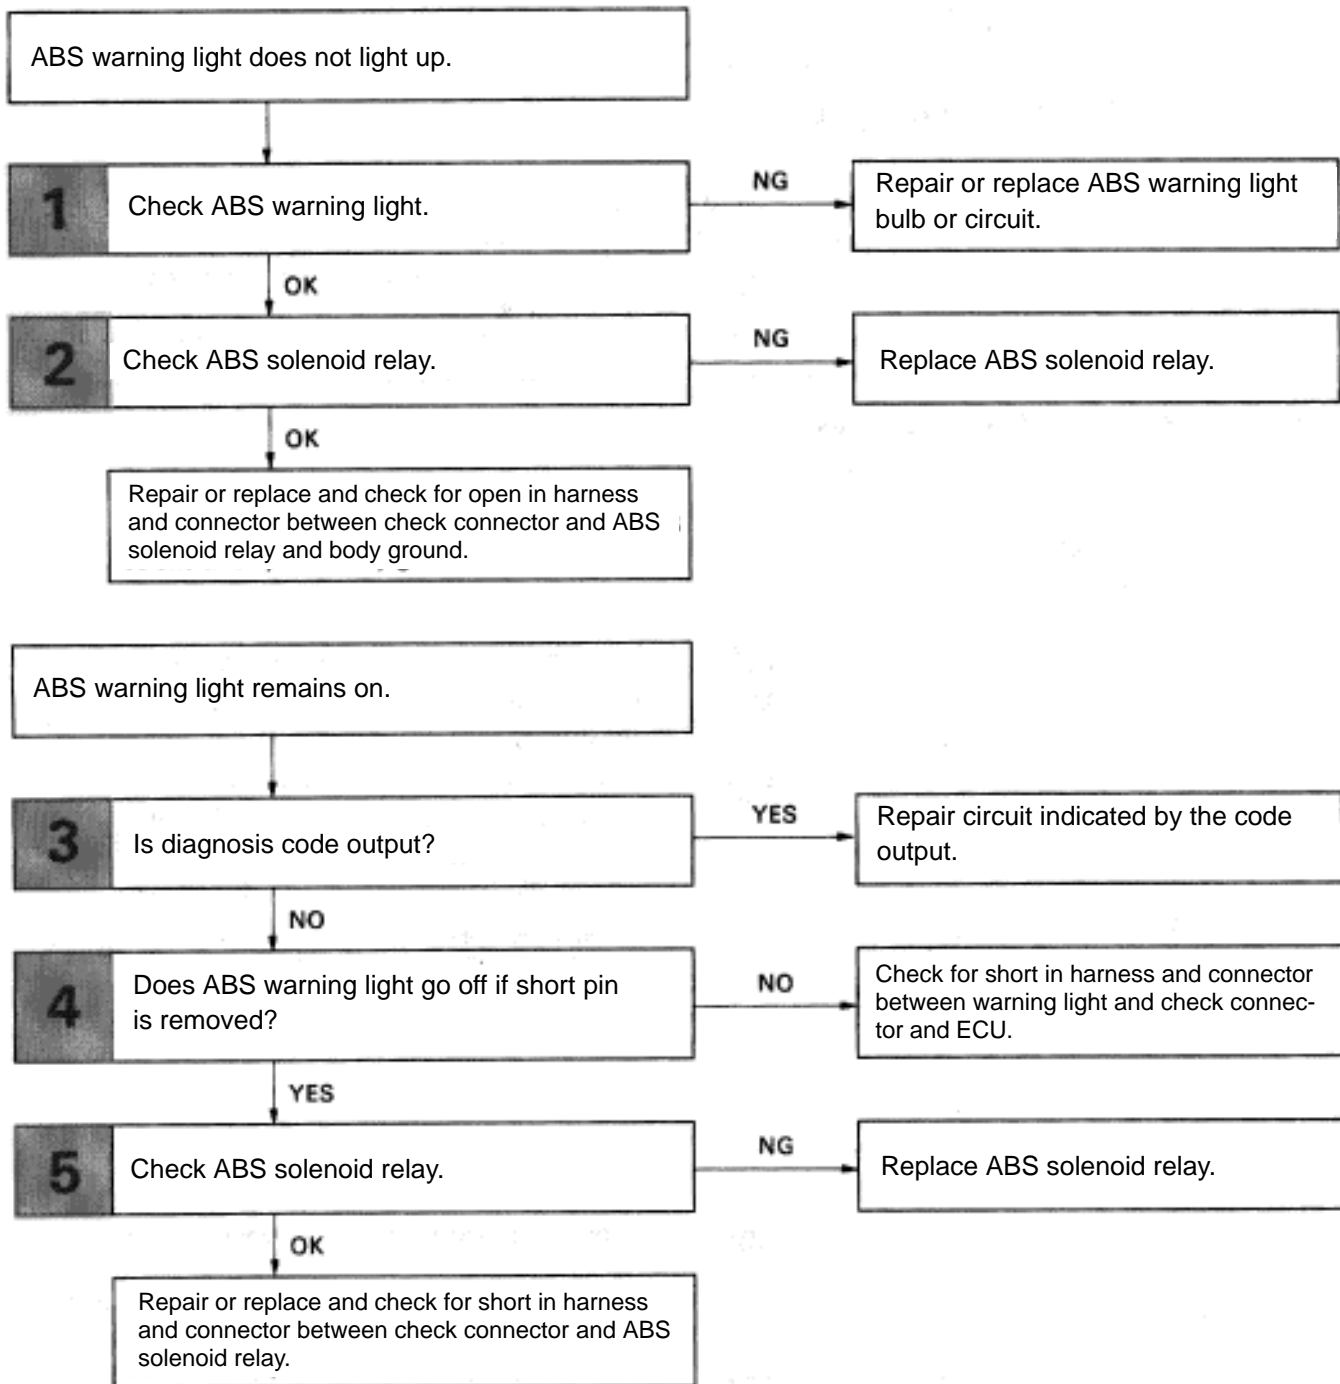 ABS warning light does not light up.
1
Check ABS warning light.
NG
Repair or replace ABS warning light
bulb or circuit.
OK
2
Check ABS solenoid relay.
NG
Replace ABS solenoid relay.
OK
Repair or replace and check for open in harness
and connector between check connector and ABS
solenoid relay and body ground.
ABS warning light remains on.
3
Is diagnosis code output?
YES
Repair circuit indicated by the code
output.
NO
4
Does ABS warning light go off if short pin
is removed?
NO
Check for short in harness and connector
between warning light and check connec-
tor and ECU.
YES
5
Check ABS solenoid relay.
NG
Replace ABS solenoid relay.
OK
Repair or replace and check for short in harness
and connector between check connector and ABS
solenoid relay.